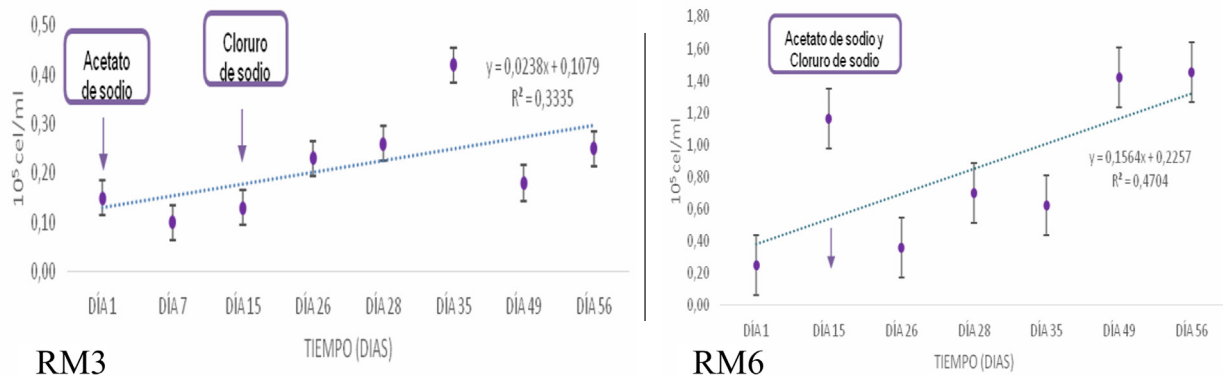 0,50
0,40
0,30
0,20
0,10
0,00
10⁵ cel/ml
Acetato
de sodio
Cloruro
de sodio
y = 0,0238x + 0,1079
R² = 0,3335
DÍA 1 DÍA 7 DÍA 15 DÍA 26 DÍA 28 DÍA 35 DÍA 49 DÍA 56
TIEMPO (DIAS)
RM3
1,80
1,60
1,40
1,20
1,00
0,80
0,60
0,40
0,20
0,00
10⁵ cel/ml
Acetato de sodio y
Cloruro de sodio
y = 0,1564x + 0,2257
R² = 0,4704
DÍA 1 DÍA 15 DÍA 26 DÍA 28 DÍA 35 DÍA 49 DÍA 56
TIEMPO (DIAS)
RM6